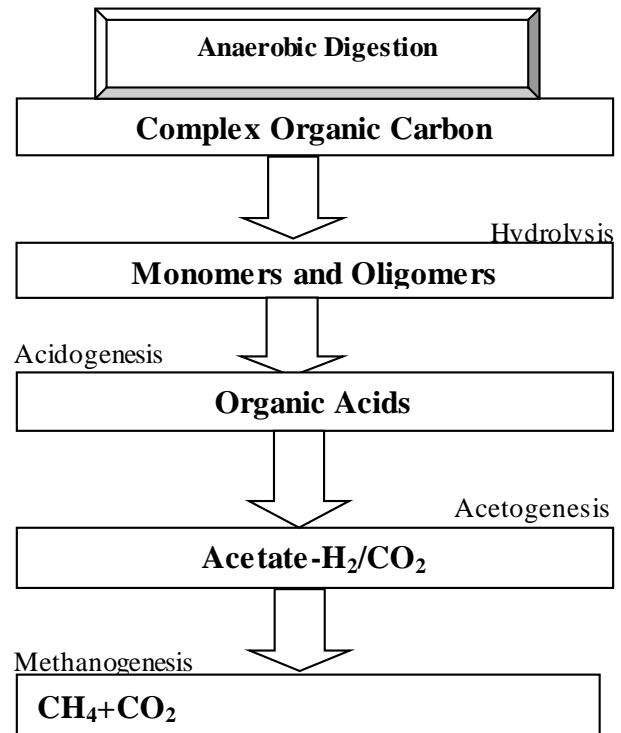 Anaerobic Digestion
Complex Organic Carbon
Hydrolysis
Monomers and Oligomers
Acidogenesis
Organic Acids
Acetogenesis
Acetate-H₂/CO₂
Methanogenesis
CH₄+CO₂